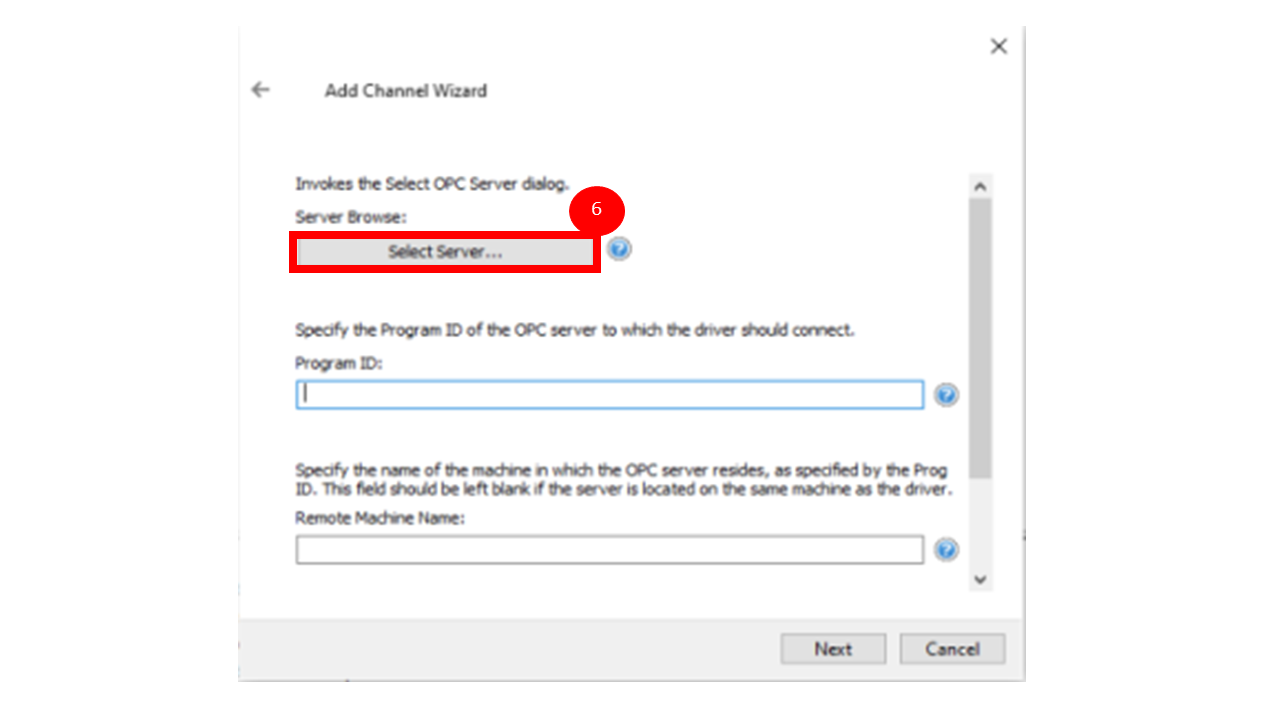 Add Channel Wizard
Invokes the Select OPC Server dialog.
6
Server Browse:
Select Server...
Specify the Program ID of the OPC server to which the driver should connect.
Program ID:
Specify the name of the machine in which the OPC server resides, as specified by the Prog
ID. This field should be left blank if the server is located on the same machine as the driver.
Remote Machine Name:
Next
Cancel